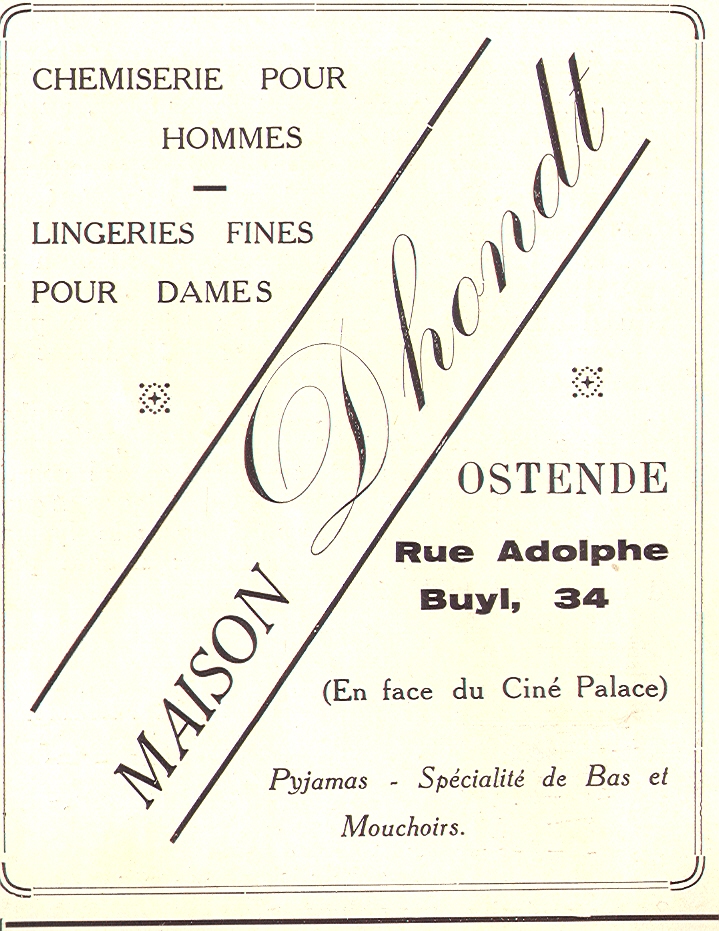 CHEMISERIE POUR
HOMMES
LINGERIES FINES
POUR DAMES
MAISON Dhondt
OSTENDE
Rue Adolphe
Buyl, 34
(En face du Ciné Palace)
Pyjamas - Spécialité de Bas et
Mouchoirs.